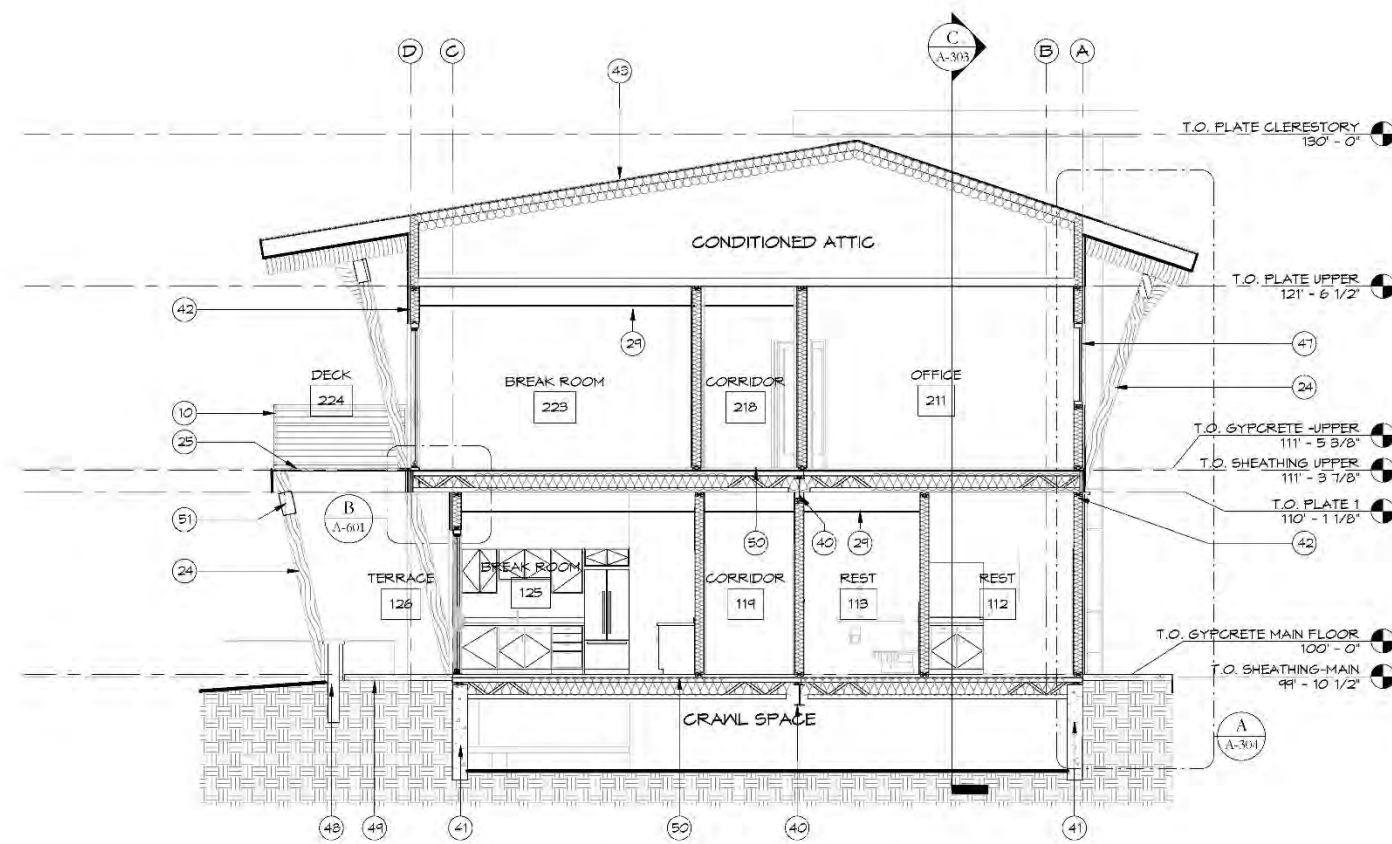 C
A-303
D
C
B
A
43
T.O. PLATE CLERESTORY
130' - 0"
CONDITIONED ATTIC
T.O. PLATE UPPER
121' - 6 1/2"
42
29
47
DECK
224
BREAK ROOM
223
CORRIDOR
218
OFFICE
211
24
10
25
T.O. GYPCRETE -UPPER
111' - 5 3/8"
T.O. SHEATHING UPPER
111' - 3 7/8"
T.O. PLATE 1
110' - 1 1/8"
51
B
A-601
50
40
29
42
24
TERRACE
126
BREAK ROOM
125
CORRIDOR
119
REST
113
REST
112
T.O. GYPCRETE MAIN FLOOR
100' - 0"
T.O. SHEATHING-MAIN
99' - 10 1/2"
CRAWL SPACE
A
A-304
48
49
41
50
40
41